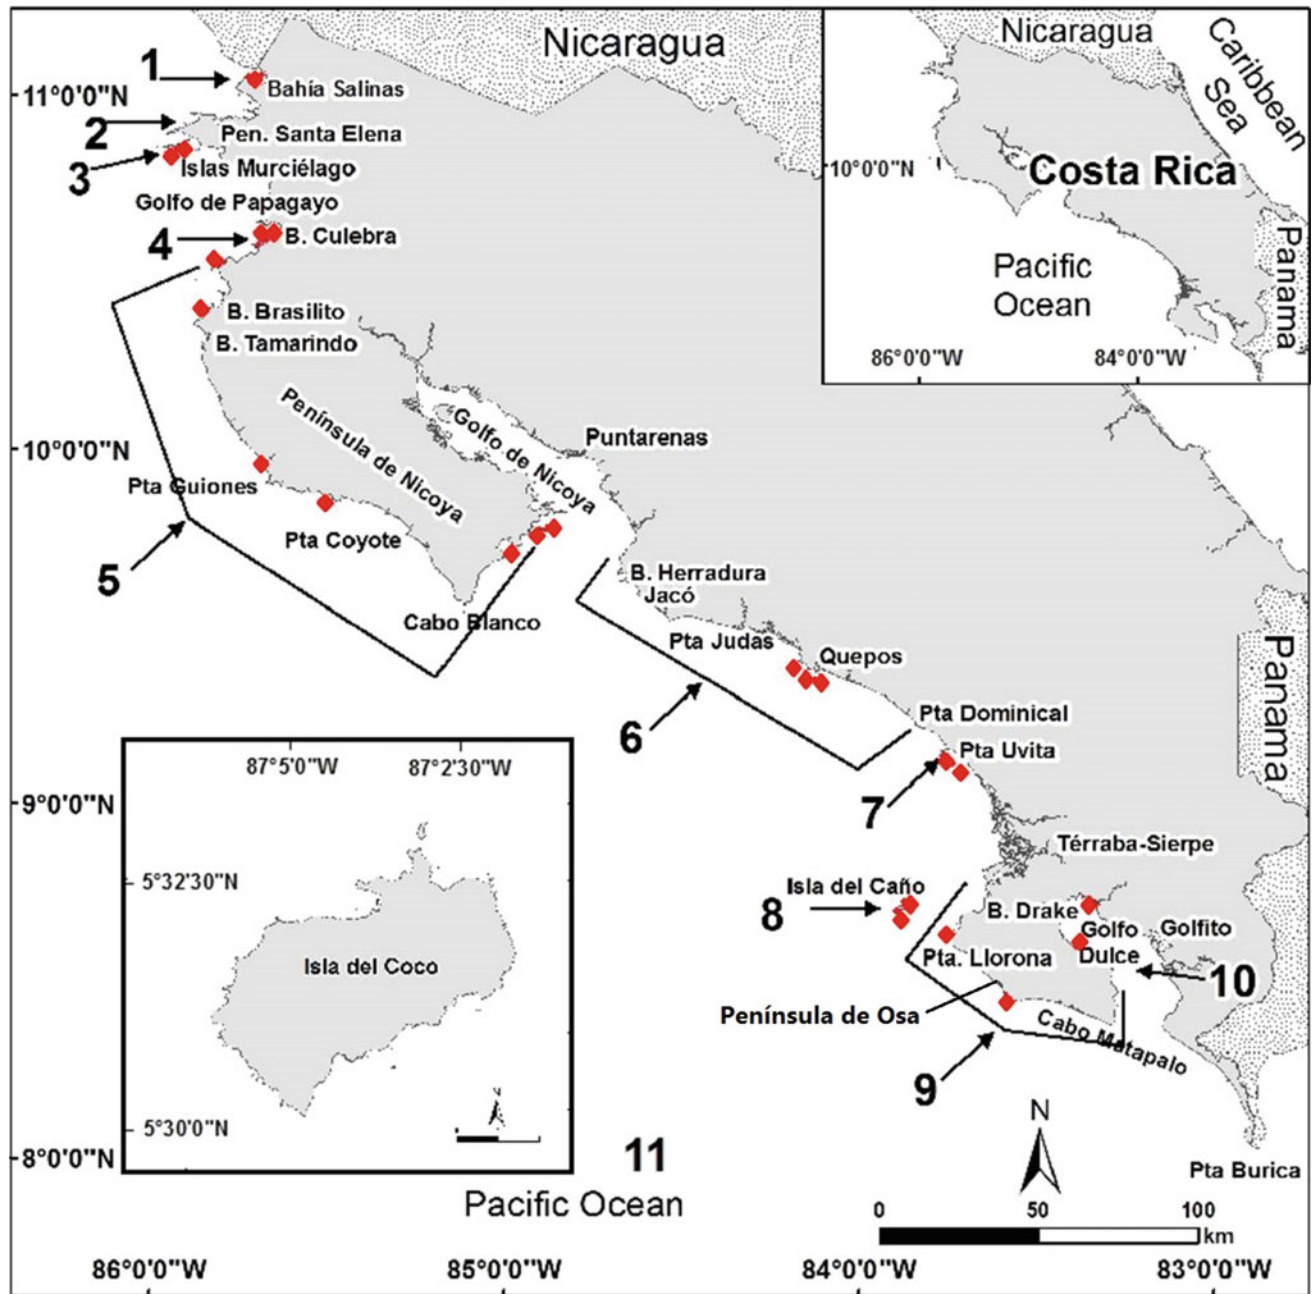 Nicaragua
1
Bahía Salinas
11°0'0"N
2
Pen. Santa Elena
3
Islas Murciélago
Golfo de Papagayo
4
B. Culebra
B. Brasilito
B. Tamarindo
Península de Nicoya
Golfo de Nicoya
Puntarenas
10°0'0"N
Pta Guiones
Pta Coyote
5
Cabo Blanco
B. Herradura
Jacó
Pta Judas
Quepos
6
Pta Dominical
Pta Uvita
7
Panama
9°0'0"N
Térraba-Sierpe
Isla del Caño
8
B. Drake
Golfo
Dulce
Golfito
Pta. Llorona
10
Península de Osa
Cabo Matapalo
9
N
Pta Burica
8°0'0"N
11
Pacific Ocean
0 50 100
km
86°0'0"W 85°0'0"W 84°0'0"W 83°0'0"W
Nicaragua
Caribbean
Sea
10°0'0"N
Costa Rica
Pacific
Ocean
Panama
86°0'0"W 84°0'0"W
87°5'0"W 87°2'30"W
5°32'30"N
Isla del Coco
5°30'0"N
N